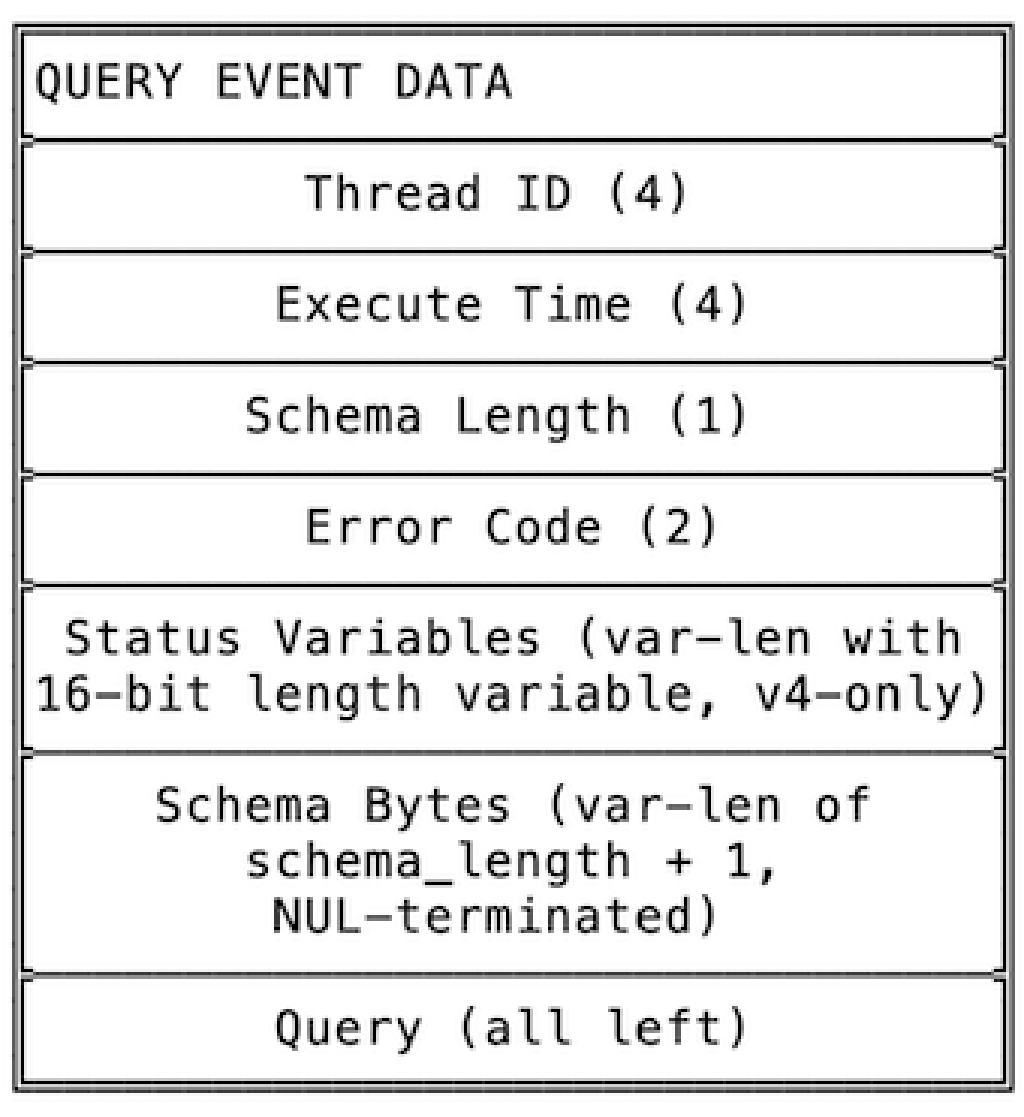 QUERY EVENT DATA
Thread ID (4)
Execute Time (4)
Schema Length (1)
Error Code (2)
Status Variables (var-len with
16-bit length variable, v4-only)
Schema Bytes (var-len of
schema_length + 1,
NUL-terminated)
Query (all left)